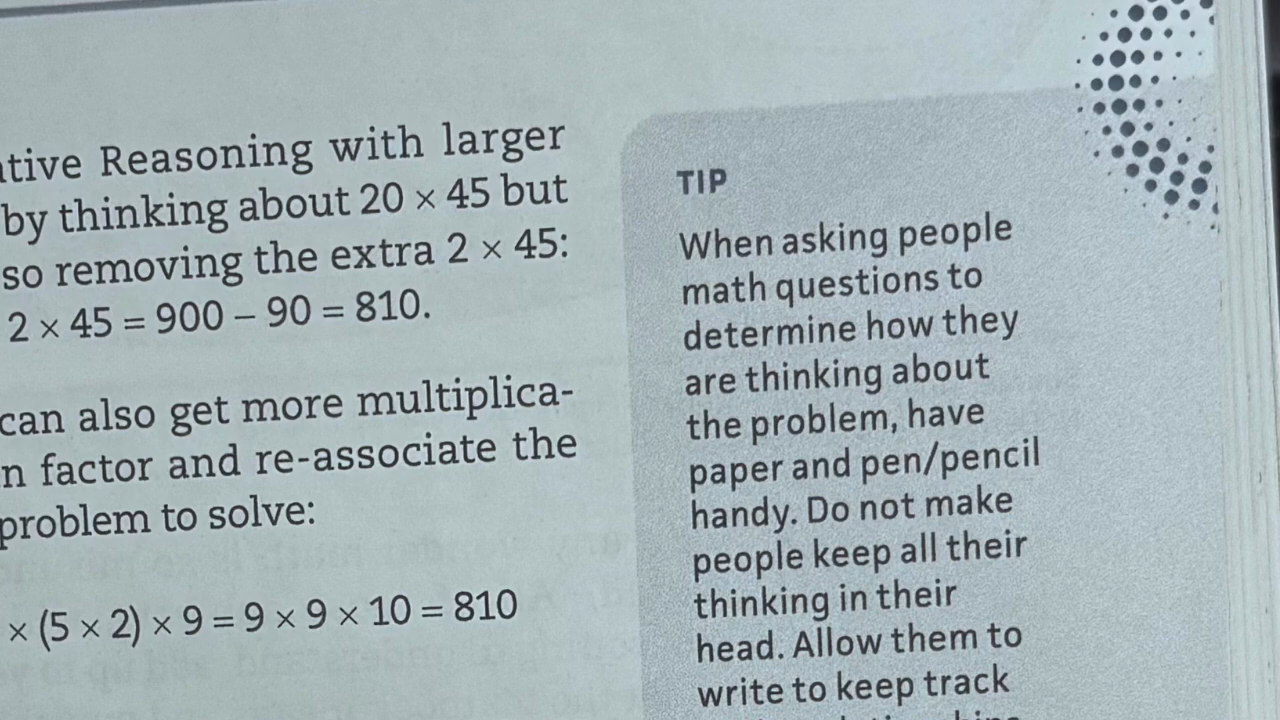 tive Reasoning with larger
by thinking about 20 × 45 but
so removing the extra 2 × 45:
2 × 45 = 900 – 90 = 810.
can also get more multiplica-
n factor and re-associate the
problem to solve:
× (5 × 2) × 9 = 9 × 9 × 10 = 810
TIP
When asking people
math questions to
determine how they
are thinking about
the problem, have
paper and pen/pencil
handy. Do not make
people keep all their
thinking in their
head. Allow them to
write to keep track